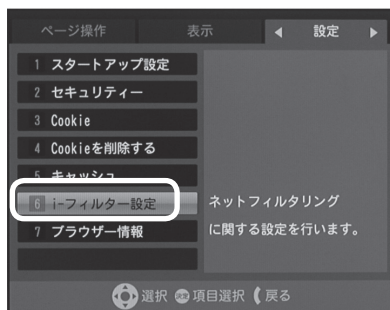 ページ操作 表示 ◀ 設定 ▶
1 スタートアップ設定
2 セキュリティー
3 Cookie
4 Cookieを削除する
5 キャッシュ
6 i-フィルター設定
7 ブラウザー情報
ネットフィルタリング
に関する設定を行います。
選択 決定 項目選択 戻る